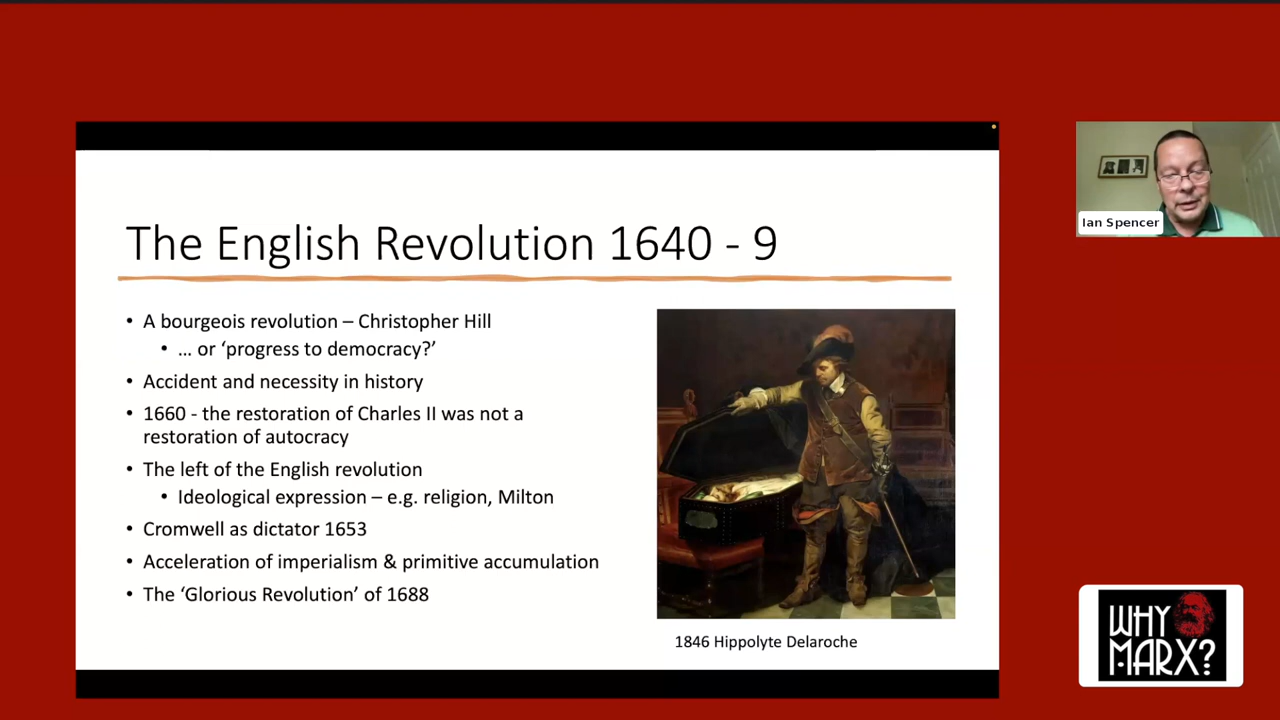 The English Revolution 1640 - 9
• A bourgeois revolution – Christopher Hill
• … or ‘progress to democracy?’
• Accident and necessity in history
• 1660 - the restoration of Charles II was not a
restoration of autocracy
• The left of the English revolution
• Ideological expression – e.g. religion, Milton
• Cromwell as dictator 1653
• Acceleration of imperialism & primitive accumulation
• The ‘Glorious Revolution’ of 1688
1846 Hippolyte Delaroche
Ian Spencer
WHY
MARX?